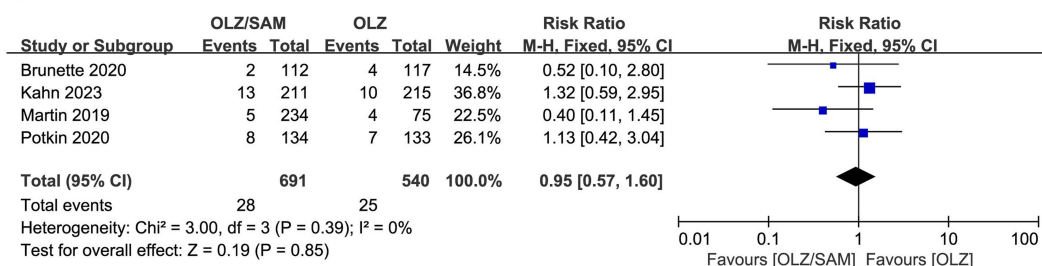 OLZ/SAM OLZ Risk Ratio Risk Ratio
Study or Subgroup Events Total Events Total Weight M-H, Fixed, 95% CI M-H, Fixed, 95% CI
Brunette 2020 2 112 4 117 14.5% 0.52 [0.10, 2.80]
Kahn 2023 13 211 10 215 36.8% 1.32 [0.59, 2.95]
Martin 2019 5 234 4 75 22.5% 0.40 [0.11, 1.45]
Potkin 2020 8 134 7 133 26.1% 1.13 [0.42, 3.04]
Total (95% CI) 691 540 100.0% 0.95 [0.57, 1.60]
Total events 28 25
Heterogeneity: Chi² = 3.00, df = 3 (P = 0.39); I² = 0%
Test for overall effect: Z = 0.19 (P = 0.85)
0.01 0.1 1 10 100
Favours [OLZ/SAM] Favours [OLZ]